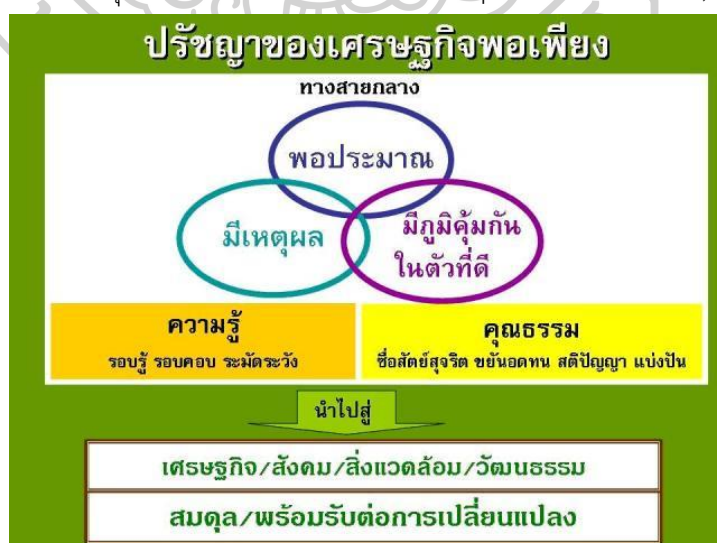 ปรัชญาของเศรษฐกิจพอเพียง
ทางสายกลาง
พอประมาณ
มีเหตุผล
มีภูมิคุ้มกัน
ในตัวที่ดี
ความรู้
รอบรู้ รอบคอบ ระมัดระวัง
คุณธรรม
ซื่อสัตย์สุจริต ขยันอดทน สติปัญญา แบ่งปัน
นำไปสู่
เศรษฐกิจ/สังคม/สิ่งแวดล้อม/วัฒนธรรม
สมดุล/พร้อมรับต่อการเปลี่ยนแปลง